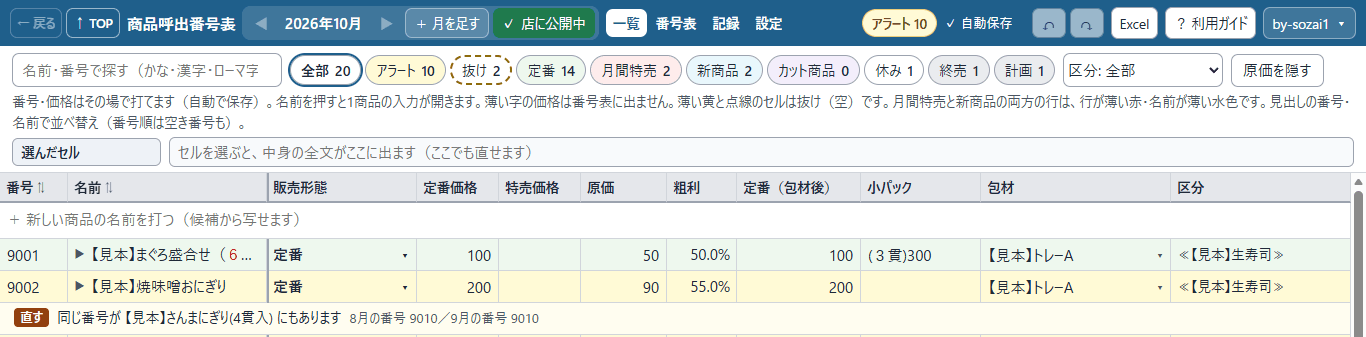 ← 戻る ↑ TOP 商品呼出番号表 ◀ 2026年10月 ▶ ＋ 月を足す ✓ 店に公開中 一覧 番号表 記録 設定 アラート 10 ✓ 自動保存 Excel ？ 利用ガイド by-sozai1 ▾
名前・番号で探す（かな・漢字・ローマ字 全部 20 アラート 10 抜け 2 定番 14 月間特売 2 新商品 2 カット商品 0 休み 1 終売 1 計画 1 区分: 全部 原価を隠す
番号・価格はその場で打てます（自動で保存）。名前を押すと1商品の入力が開きます。薄い字の価格は番号表に出ません。薄い黄と点線のセルは抜け（空）です。月間特売と新商品の両方の行は、行が薄い赤・名前が薄い水色です。見出しの番号・
名前で並べ替え（番号順は空き番号も）。
選んだセル セルを選ぶと、中身の全文がここに出ます（ここでも直せます）
番号 ⇅ 名前 ⇅ 販売形態 定番価格 特売価格 原価 粗利 定番（包材後） 小パック 包材 区分
＋ 新しい商品の名前を打つ（候補から写せます）
9001 ▶ 【見本】まぐろ盛合せ（６... 定番 ▾ 100 50 50.0% 100 (３貫)300 【見本】トレーA ▾ ≪【見本】生寿司≫
9002 ▶ 【見本】焼味噌おにぎり 定番 ▾ 200 90 55.0% 200 【見本】トレーA ▾ ≪【見本】生寿司≫
直す 同じ番号が【見本】さんまにぎり(4貫入) にもあります 8月の番号 9010／9月の番号 9010